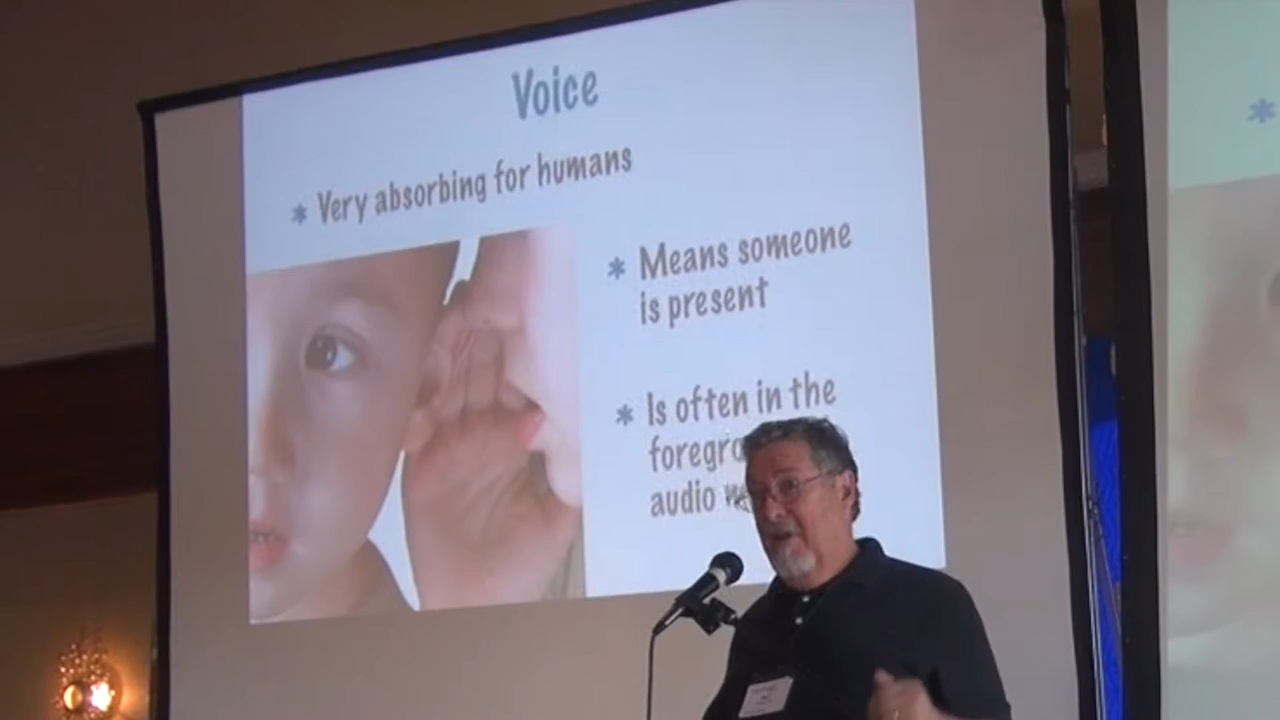 Voice
* Very absorbing for humans
* Means someone
is present
* Is often in the
audio